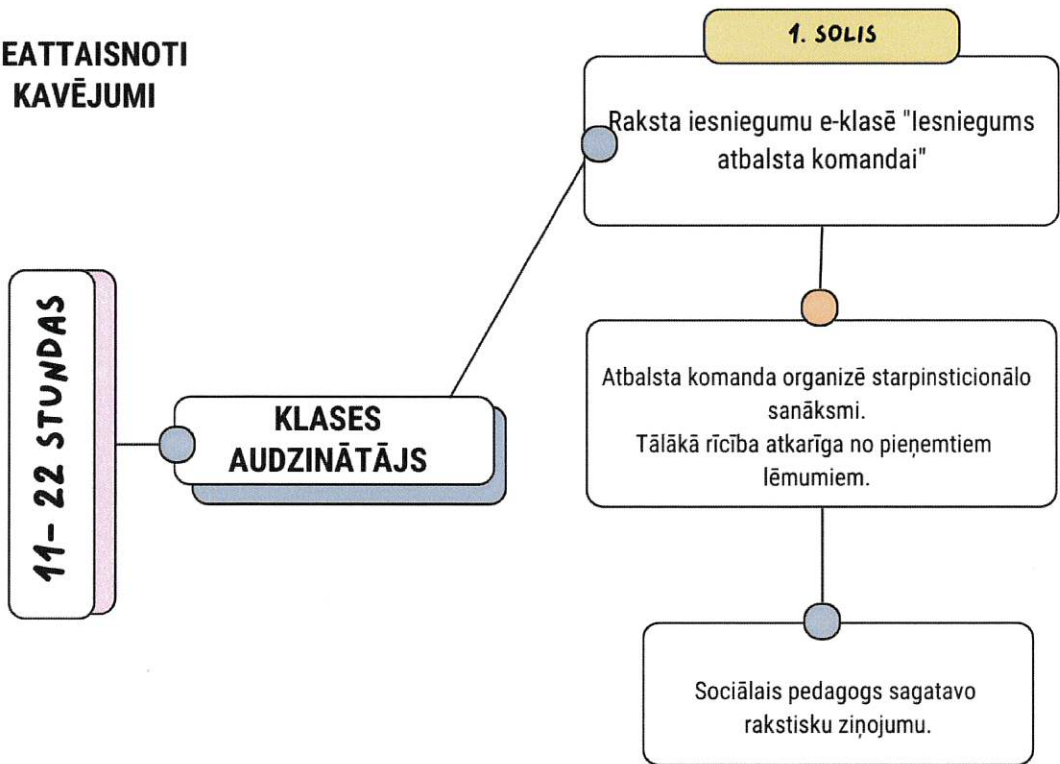 EATTAISNOTI
KAVĒJUMI
11- 22 STUNDAS
KLASES
AUDZINĀTĀJS
1. SOLIS
Raksta iesniegumu e-klasē "Iesniegums
atbalsta komandai"
Atbalsta komanda organizē starpinsticionālo
sanāksmi.
Tālākā rīcība atkarīga no pieņemtiem
lēmumiem.
Sociālais pedagogs sagatavo
rakstisku ziņojumu.